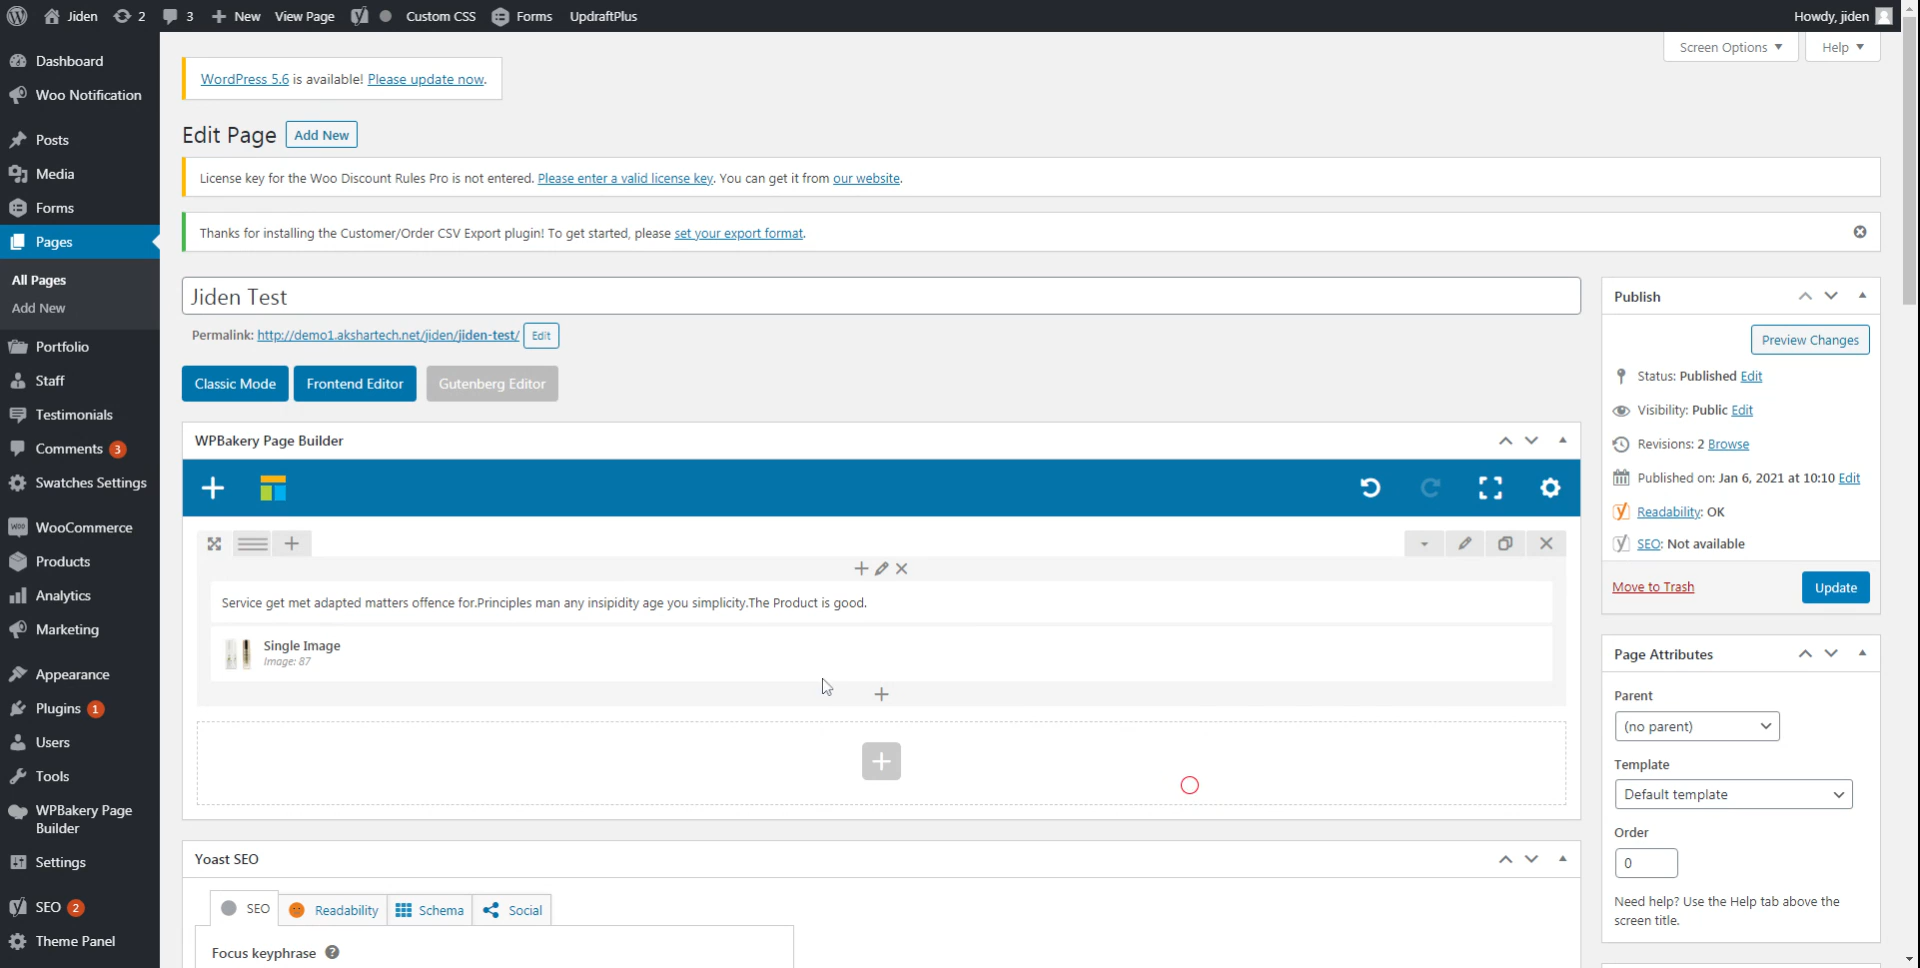 Jiden 2 3 New View Page Custom CSS Forms UpdraftPlus Howdy, jiden
Screen Options Help
Dashboard
Woo Notification
Posts
Media
Forms
Pages
All Pages
Add New
Portfolio
Staff
Testimonials
Comments 3
Swatches Settings
WooCommerce
Products
Analytics
Marketing
Appearance
Plugins 1
Users
Tools
WPBakery Page
Builder
Settings
SEO 2
Theme Panel
WordPress 5.6 is available! Please update now.
Edit Page Add New
License key for the Woo Discount Rules Pro is not entered. Please enter a valid license key. You can get it from our website.
Thanks for installing the Customer/Order CSV Export plugin! To get started, please set your export format.
Jiden Test
Permalink: http://demo1.akshartech.net/jiden/jiden-test/ Edit
Classic Mode Frontend Editor Gutenberg Editor
WPBakery Page Builder
Service get met adapted matters offence for.Principles man any insipidity age you simplicity.The Product is good.
Single Image
Image: 87
Yoast SEO
SEO Readability Schema Social
Focus keyphrase
Publish
Preview Changes
Status: Published Edit
Visibility: Public Edit
Revisions: 2 Browse
Published on: Jan 6, 2021 at 10:10 Edit
Readability: OK
SEO: Not available
Move to Trash Update
Page Attributes
Parent
(no parent)
Template
Default template
Order
0
Need help? Use the Help tab above the
screen title.